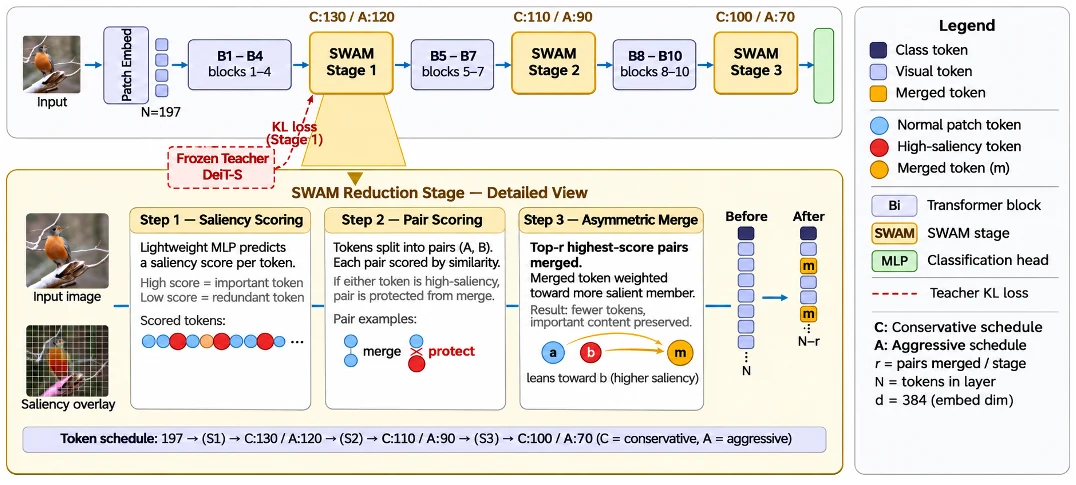 C:130 / A:120
C:110 / A:90
C:100 / A:70
Input
Patch Embed
N=197
B1 – B4
blocks 1–4
SWAM
Stage 1
B5 – B7
blocks 5–7
SWAM
Stage 2
B8 – B10
blocks 8–10
SWAM
Stage 3
KL loss
(Stage 1)
Frozen Teacher
DeiT-S
SWAM Reduction Stage — Detailed View
Input image
Saliency overlay
Step 1 — Saliency Scoring
Lightweight MLP predicts
a saliency score per token.
High score = important token
Low score = redundant token
Scored tokens:
...
Step 2 — Pair Scoring
Tokens split into pairs (A, B).
Each pair scored by similarity.
If either token is high-saliency,
pair is protected from merge.
Pair examples:
merge
protect
Step 3 — Asymmetric Merge
Top-r highest-score pairs
merged.
Merged token weighted
toward more salient member.
Result: fewer tokens,
important content preserved.
a
b
m
leans toward b (higher saliency)
Before
N
After
m
m
N–r
Token schedule: 197 → (S1) → C:130 / A:120 → (S2) → C:110 / A:90 → (S3) → C:100 / A:70 (C = conservative, A = aggressive)
Legend
Class token
Visual token
Merged token
Normal patch token
High-saliency token
Merged token (m)
Bi Transformer block
SWAM SWAM stage
MLP Classification head
Teacher KL loss
C: Conservative schedule
A: Aggressive schedule
r = pairs merged / stage
N = tokens in layer
d = 384 (embed dim)